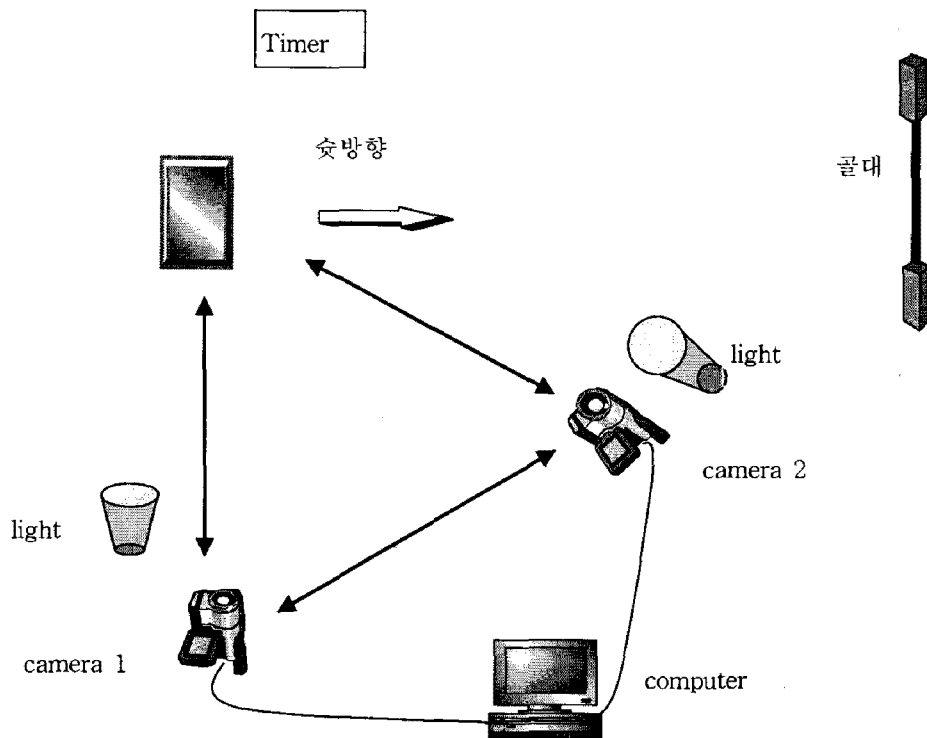 Timer
슛방향
골대
light
camera 2
light
camera 1
computer